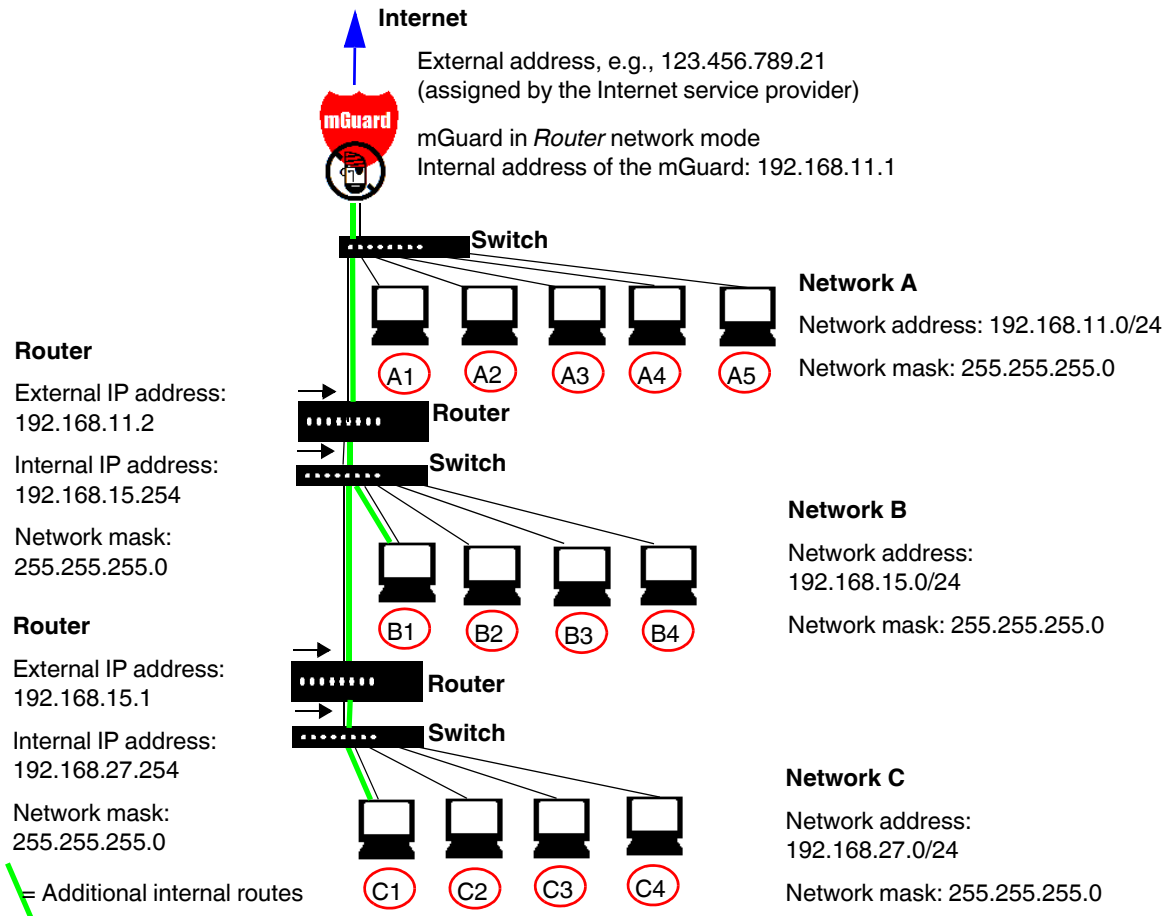 Internet
External address, e.g., 123.456.789.21
(assigned by the Internet service provider)
mGuard
mGuard in Router network mode
Internal address of the mGuard: 192.168.11.1
Switch
Network A
Network address: 192.168.11.0/24
Network mask: 255.255.255.0
A1
A2
A3
A4
A5
Router
External IP address:
192.168.11.2
Internal IP address:
192.168.15.254
Network mask:
255.255.255.0
Router
Switch
Network B
Network address:
192.168.15.0/24
Network mask: 255.255.255.0
B1
B2
B3
B4
Router
External IP address:
192.168.15.1
Internal IP address:
192.168.27.254
Network mask:
255.255.255.0
Router
Switch
Network C
Network address:
192.168.27.0/24
Network mask: 255.255.255.0
C1
C2
C3
C4
= Additional internal routes